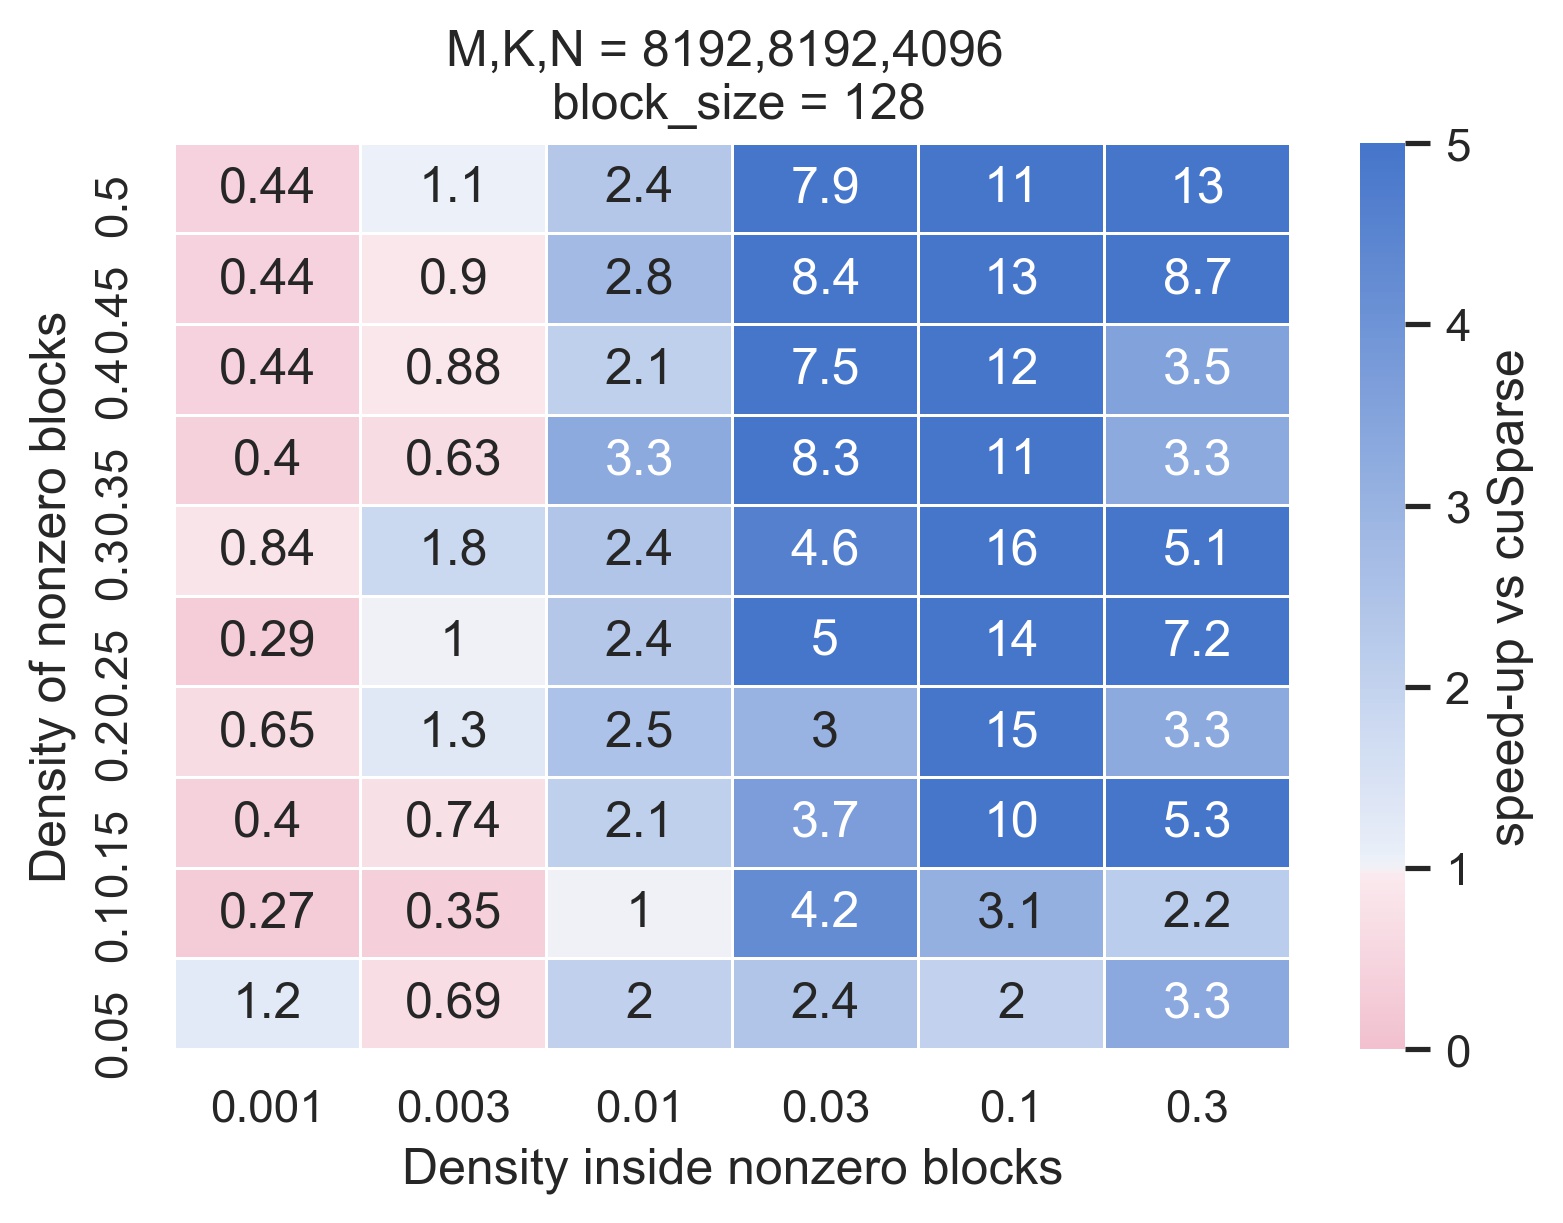 M,K,N = 8192,8192,4096
block_size = 128
Density of nonzero blocks
0.5 0.44 1.1 2.4 7.9 11 13
0.45 0.44 0.9 2.8 8.4 13 8.7
0.4 0.44 0.88 2.1 7.5 12 3.5
0.35 0.4 0.63 3.3 8.3 11 3.3
0.3 0.84 1.8 2.4 4.6 16 5.1
0.25 0.29 1 2.4 5 14 7.2
0.2 0.65 1.3 2.5 3 15 3.3
0.15 0.4 0.74 2.1 3.7 10 5.3
0.1 0.27 0.35 1 4.2 3.1 2.2
0.05 1.2 0.69 2 2.4 2 3.3
0.001 0.003 0.01 0.03 0.1 0.3
Density inside nonzero blocks
5
4
3
2
1
0
speed-up vs cuSparse